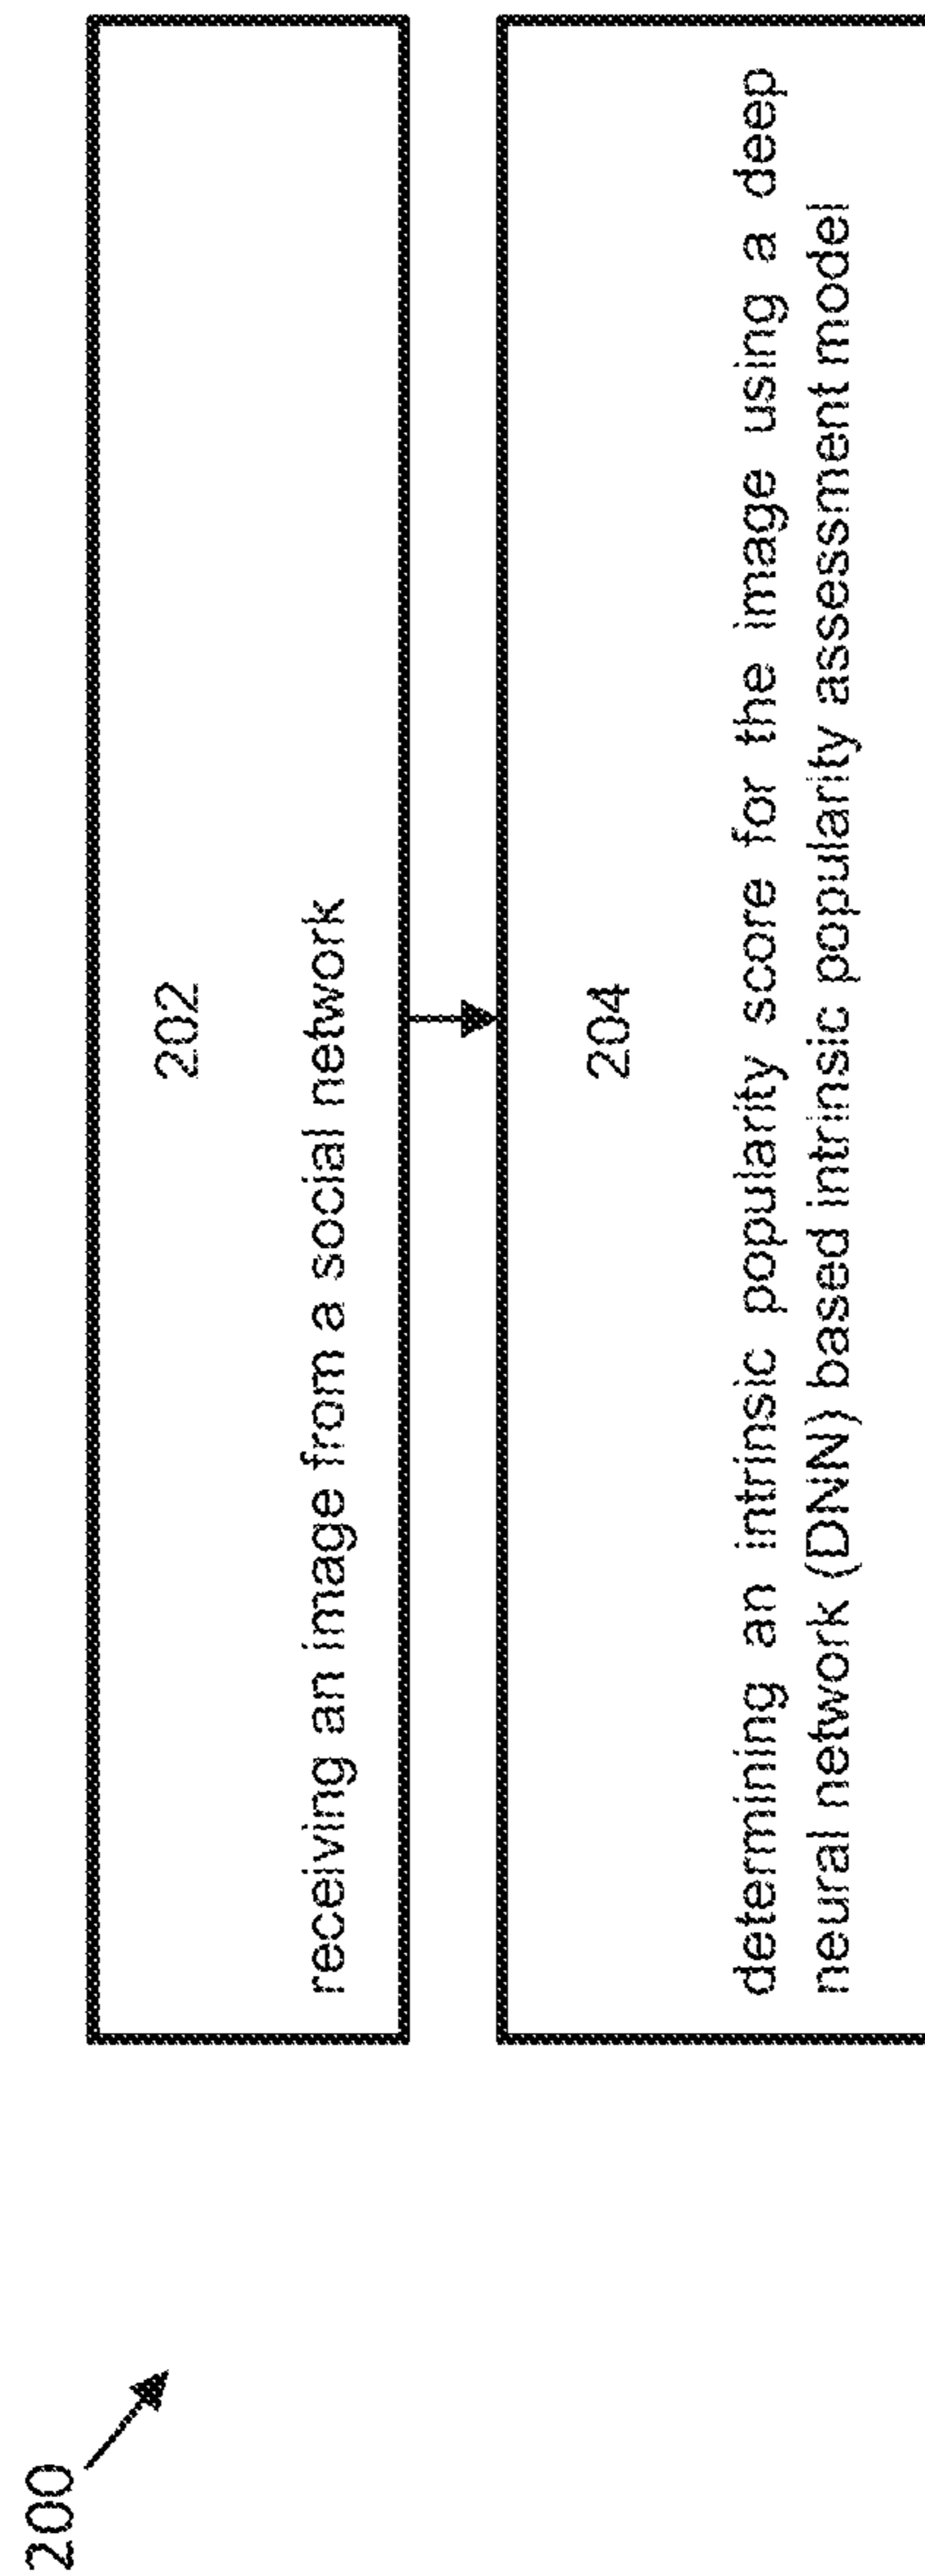 200
202
receiving an image from a social network
204
determining an intrinsic popularity score for the image using a deep
neural network (DNN) based intrinsic popularity assessment model